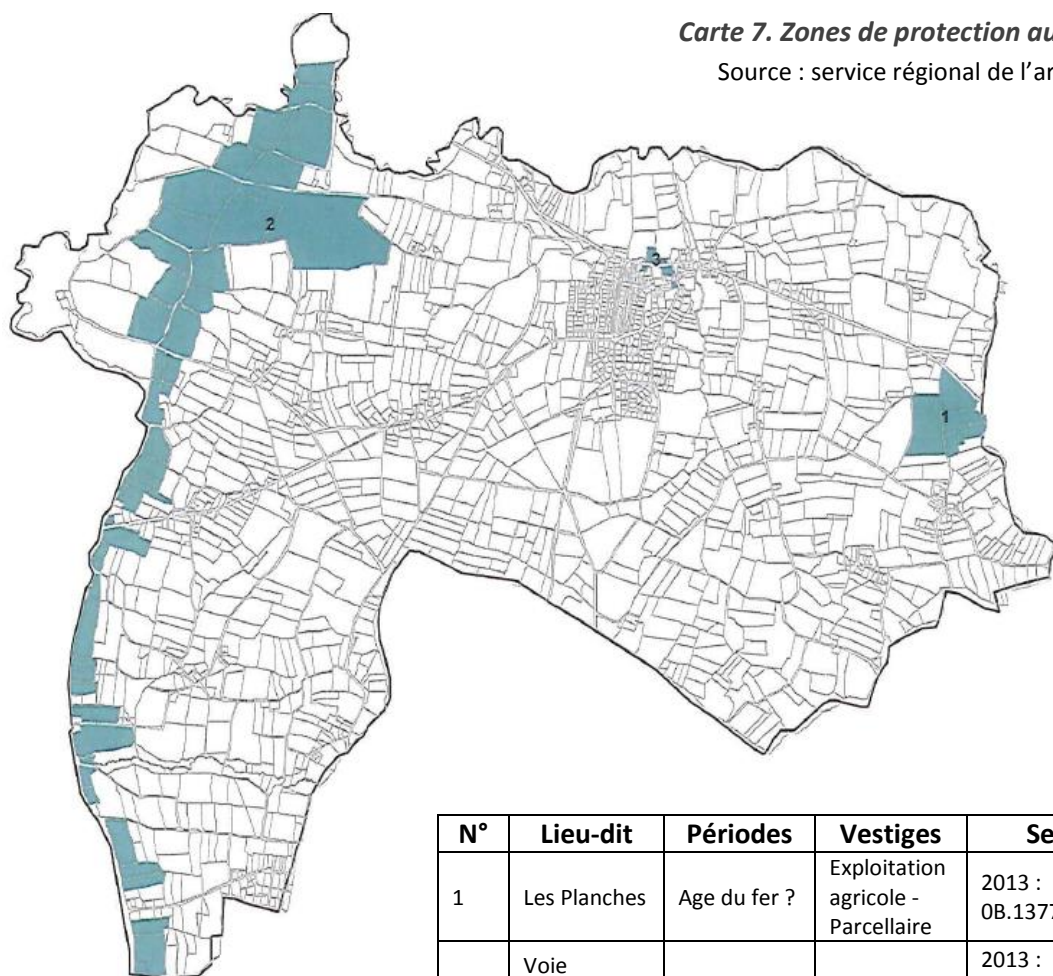 Carte 7. Zones de protection au
Source : service régional de l'ar
2
3
1
N° Lieu-dit Périodes Vestiges Se
1 Les Planches Age du fer ? Exploitation agricole - Parcellaire 2013 : 0B.1377
Voie 2013 :